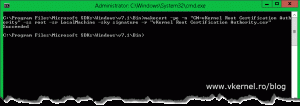 Administrator: C:\Windows\System32\cmd.exe
C:\Program Files\Microsoft SDKs\Windows\v7.1\Bin>makecert -pe -n "CN=vKernel Root Certification Auth
ority" -ss root -sr LocalMachine -sky signature -r "vKernel Root Certification Authority.cer"
Succeeded
C:\Program Files\Microsoft SDKs\Windows\v7.1\Bin>
www.vkernel.ro/blog